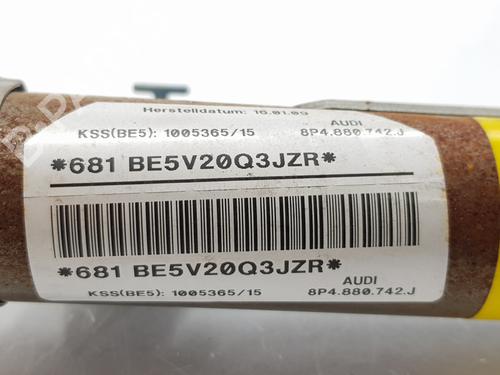 Herstelldatum: 16.01.09
KSS(BE5): 1005365/15 AUDI 8P4.880.742.J
*681 BE5V20Q3JZR*
*681 BE5V20Q3JZR*
KSS(BE5): 1005365/15 AUDI 8P4.880.742.J